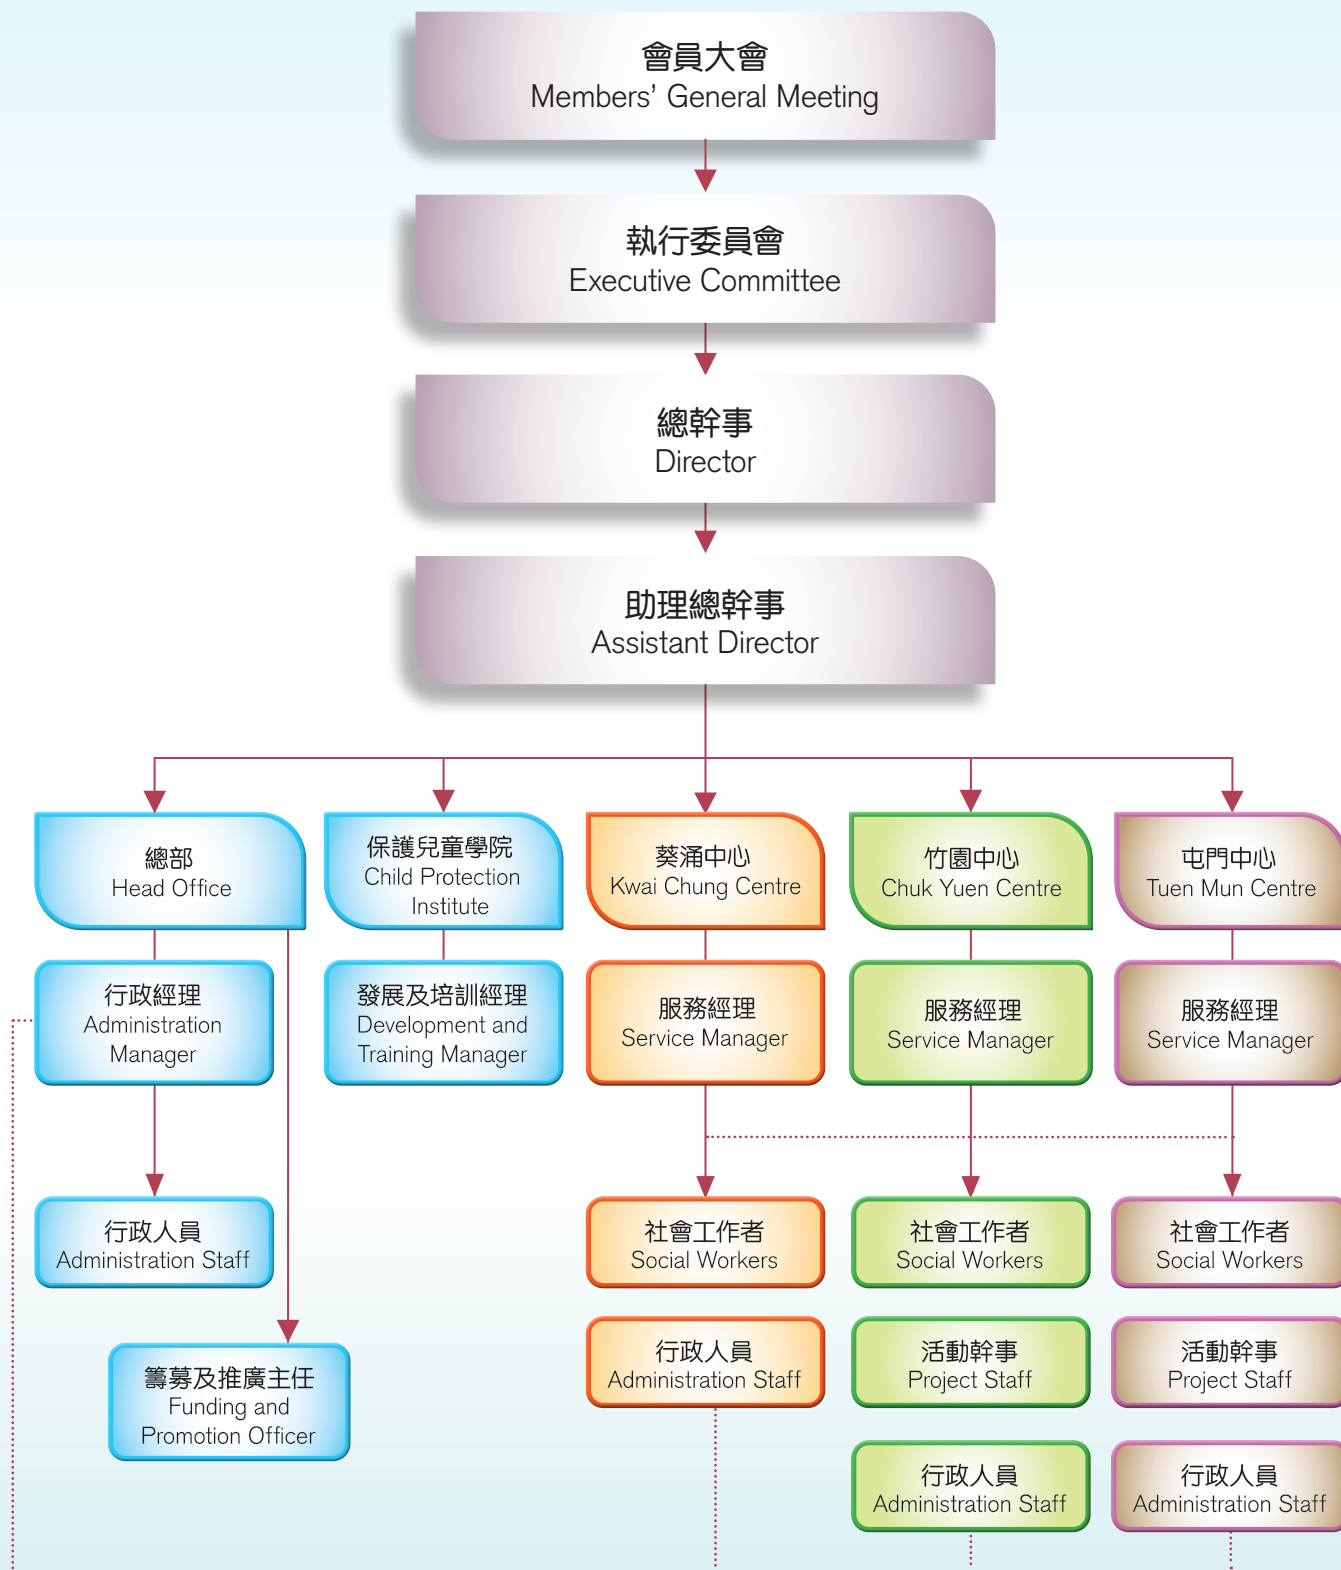 會員大會
Members’ General Meeting
執行委員會
Executive Committee
總幹事
Director
助理總幹事
Assistant Director
總部
Head Office
保護兒童學院
Child Protection
Institute
葵涌中心
Kwai Chung Centre
竹園中心
Chuk Yuen Centre
屯門中心
Tuen Mun Centre
行政經理
Administration
Manager
發展及培訓經理
Development and
Training Manager
服務經理
Service Manager
服務經理
Service Manager
服務經理
Service Manager
行政人員
Administration Staff
社會工作者
Social Workers
社會工作者
Social Workers
社會工作者
Social Workers
籌募及推廣主任
Funding and
Promotion Officer
行政人員
Administration Staff
活動幹事
Project Staff
活動幹事
Project Staff
行政人員
Administration Staff
行政人員
Administration Staff